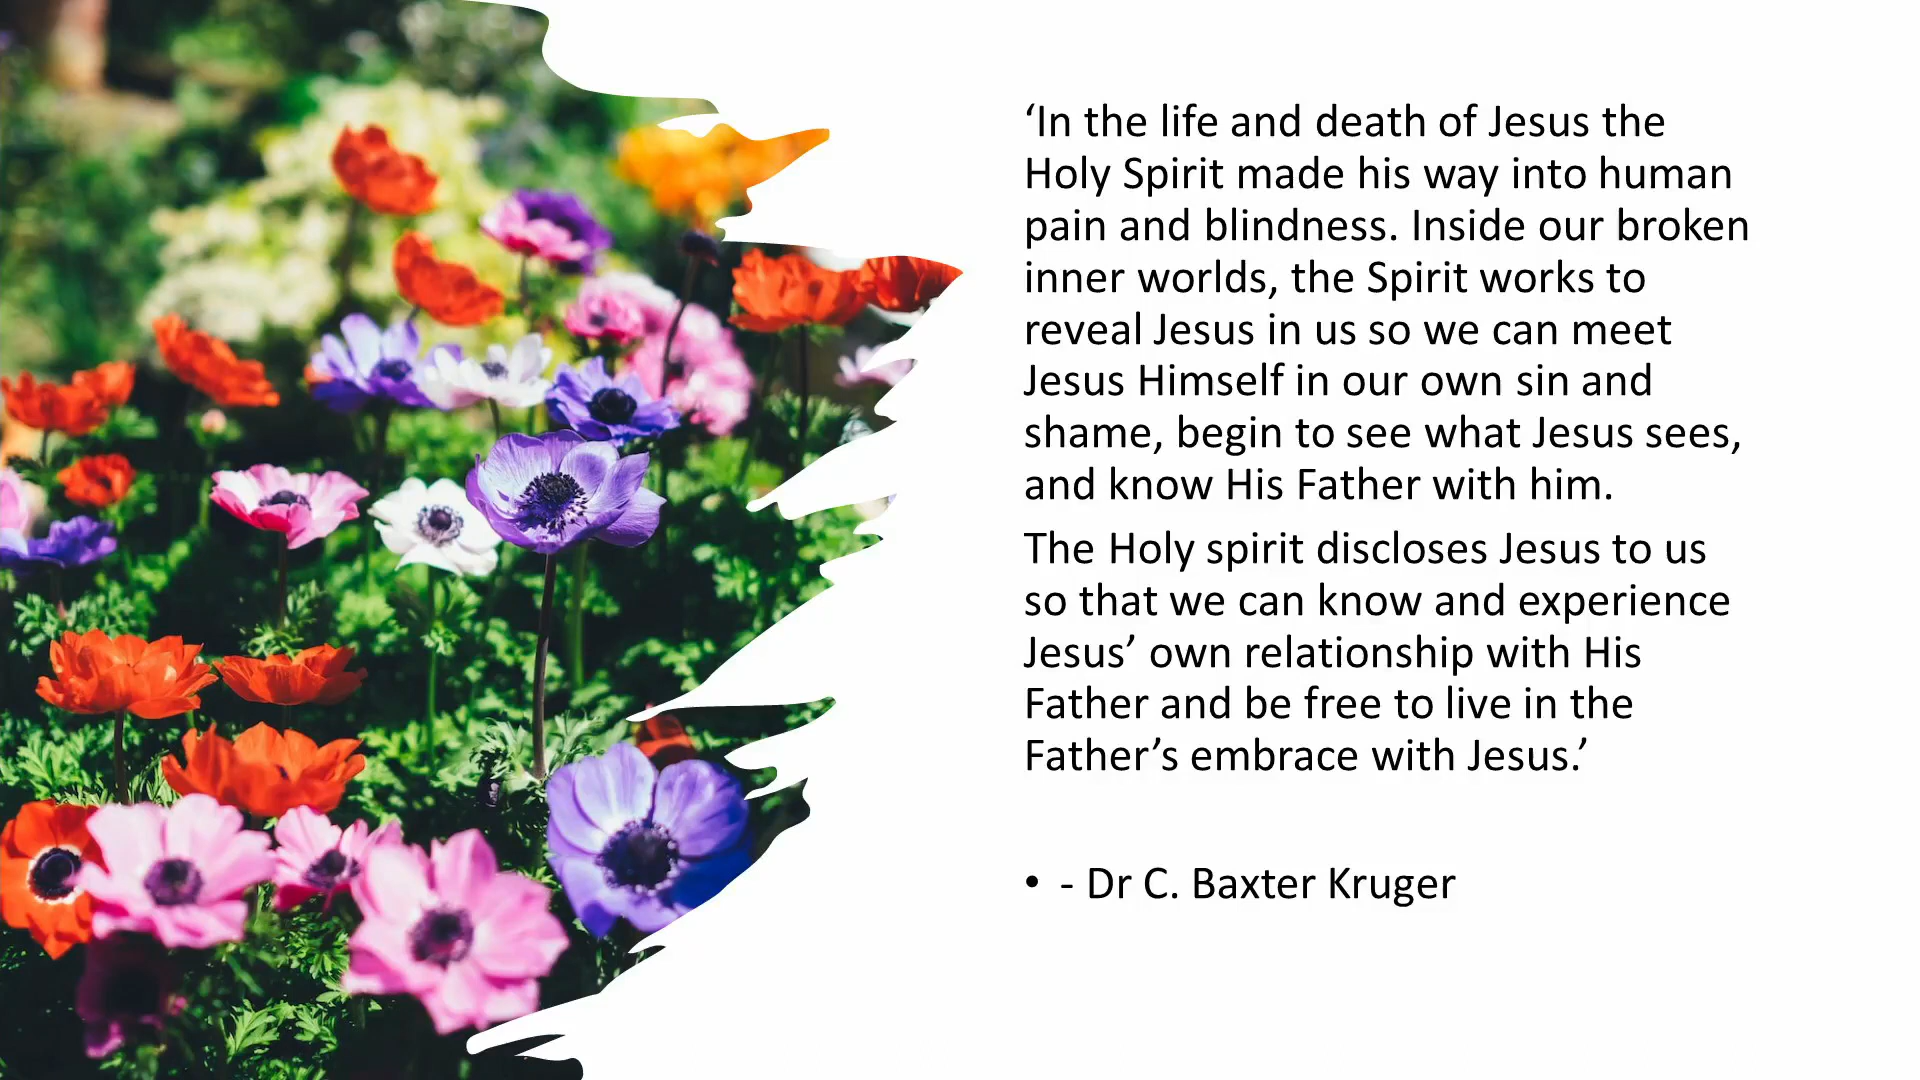 ‘In the life and death of Jesus the
Holy Spirit made his way into human
pain and blindness. Inside our broken
inner worlds, the Spirit works to
reveal Jesus in us so we can meet
Jesus Himself in our own sin and
shame, begin to see what Jesus sees,
and know His Father with him.
The Holy spirit discloses Jesus to us
so that we can know and experience
Jesus’ own relationship with His
Father and be free to live in the
Father’s embrace with Jesus.’
• - Dr C. Baxter Kruger